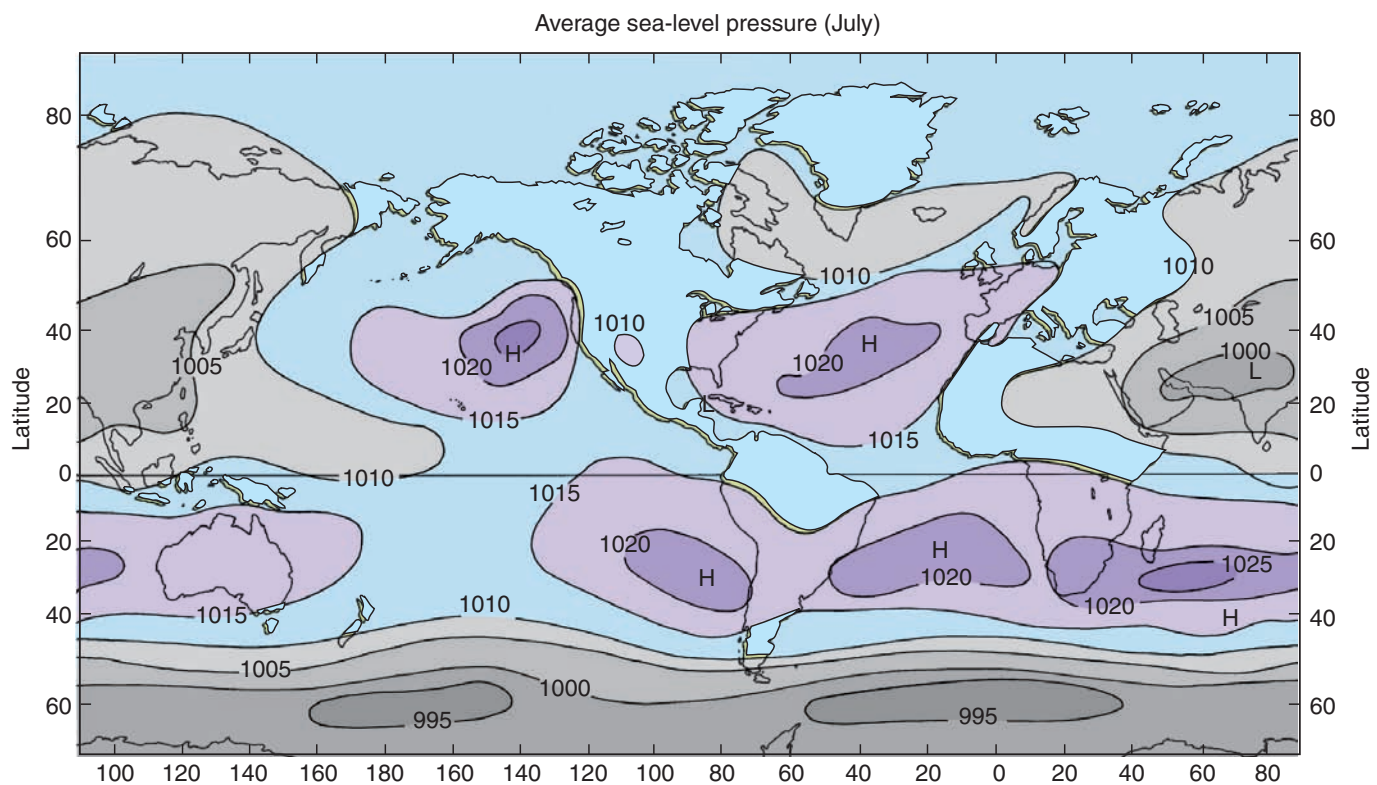 Average sea-level pressure (July)
80 80
60 60
1010 1010
1005
40 1010 40
1005 1020 H 1020 H 1000
L
20 L 20
1015 1015
0 1010 0
1015
20 1020 H 20
H 1020 1025
1015 1010 1020
40 H 40
1005
1000
60 995 995 60
Latitude
Latitude
100 120 140 160 180 160 140 120 100 80 60 40 20 0 20 40 60 80